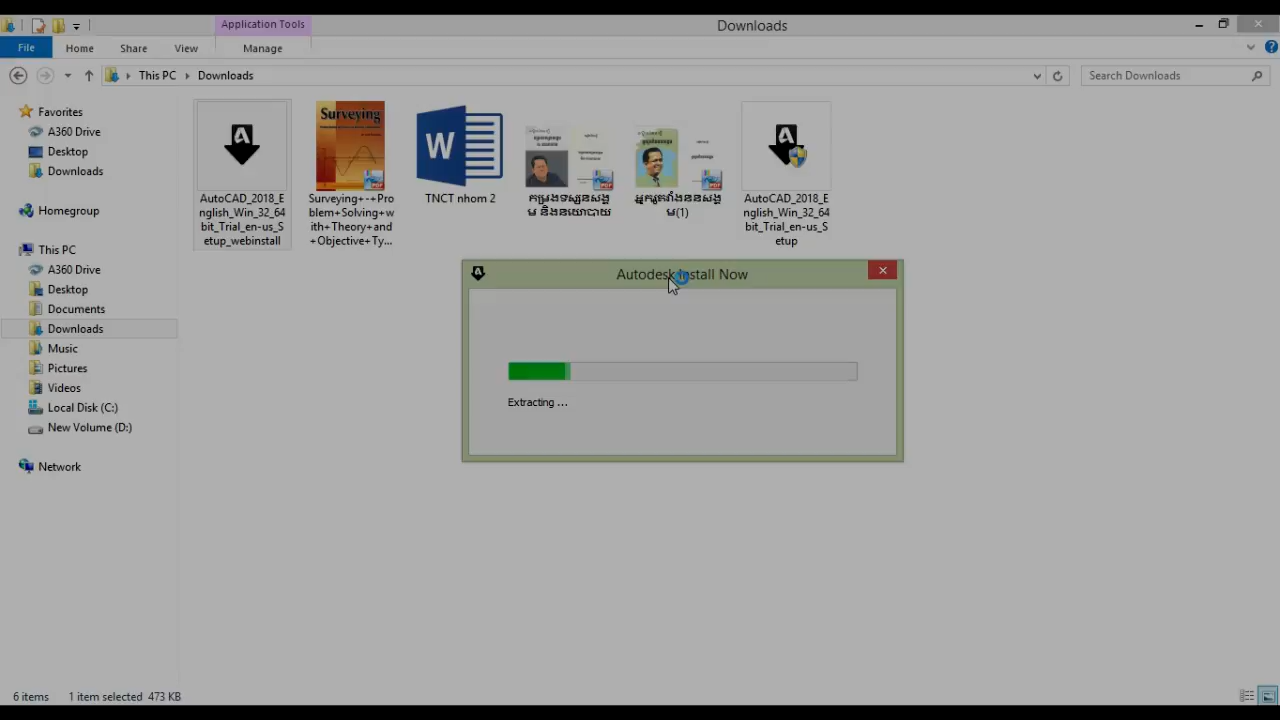 Application Tools
Downloads
File
Home
Share
View
Manage
This PC
Downloads
Search Downloads
Favorites
A360 Drive
Desktop
Downloads
Homegroup
This PC
A360 Drive
Desktop
Documents
Downloads
Music
Pictures
Videos
Local Disk (C:)
New Volume (D:)
Network
Surveying
AutoCAD_2018_E
nglish_Win_32_64
bit_Trial_en-us_S
etup_webinstall
Surveying+-+Pro
blem+Solving+w
ith+Theory+and
+Objective+Ty...
W
TNCT nhom 2
(1)
AutoCAD_2018_E
nglish_Win_32_64
bit_Trial_en-us_S
etup
Autodesk Install Now
Extracting ...
6 items
1 item selected
473 KB